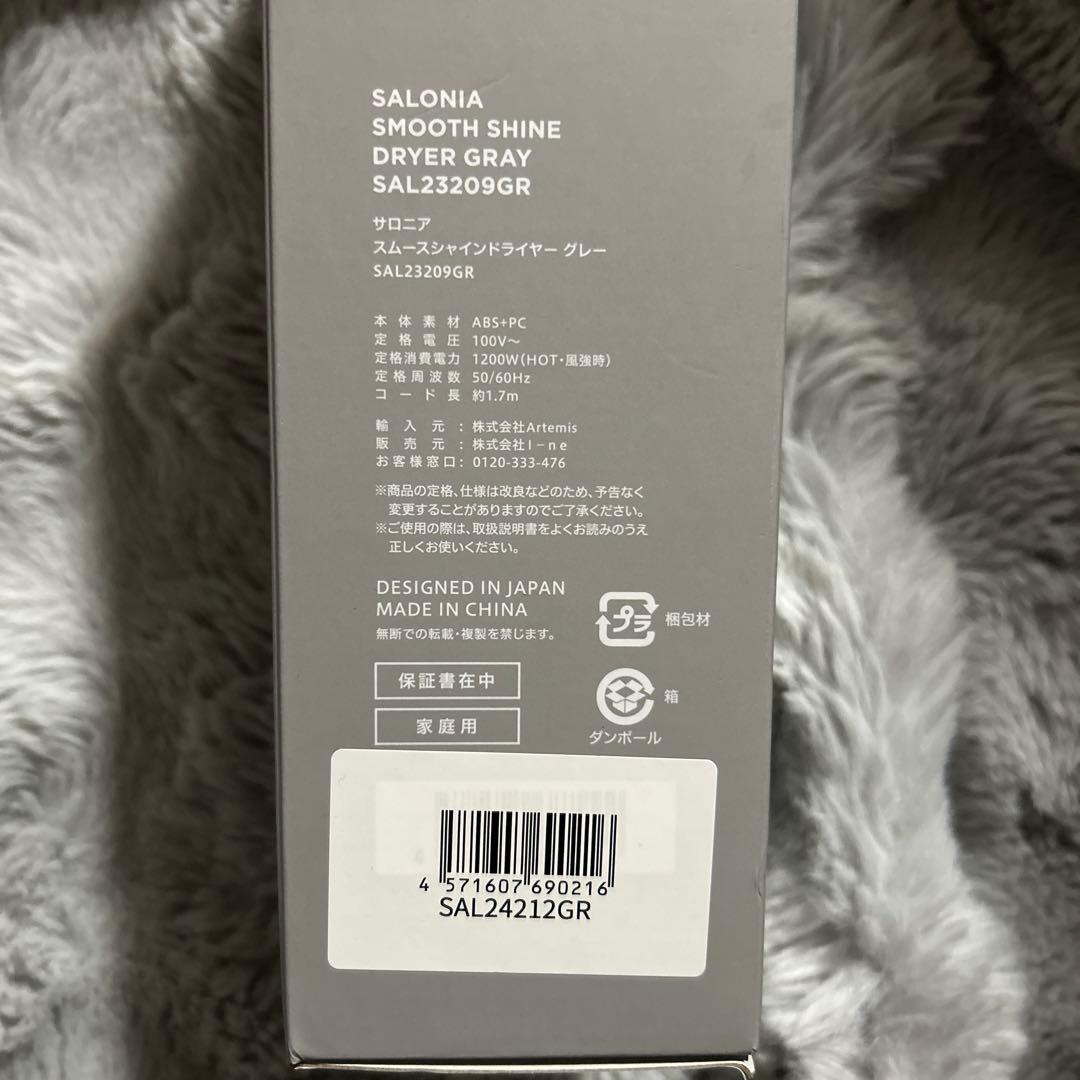 SALONIA
SMOOTH SHINE
DRYER GRAY
SAL23209GR
サロニア
スムースシャインドライヤー グレー
SAL23209GR
本体素材 ABS+PC
定格電圧 100V〜
定格消費電力 1200W(HOT・風強時)
定格周波数 50/60Hz
コード長 約1.7m
輸入元:株式会社Artemis
販売元:株式会社I-ne
お客様窓口:0120-333-476
※商品の定格、仕様は改良などのため、予告なく
変更することがありますのでご了承ください。
※ご使用の際は、取扱説明書をよくお読みのうえ
正しくお使いください。
DESIGNED IN JAPAN
MADE IN CHINA
無断での転載・複製を禁じます。
プラ 梱包材
保証書在中
箱
家庭用
ダンボール
4 571607 690216
SAL24212GR